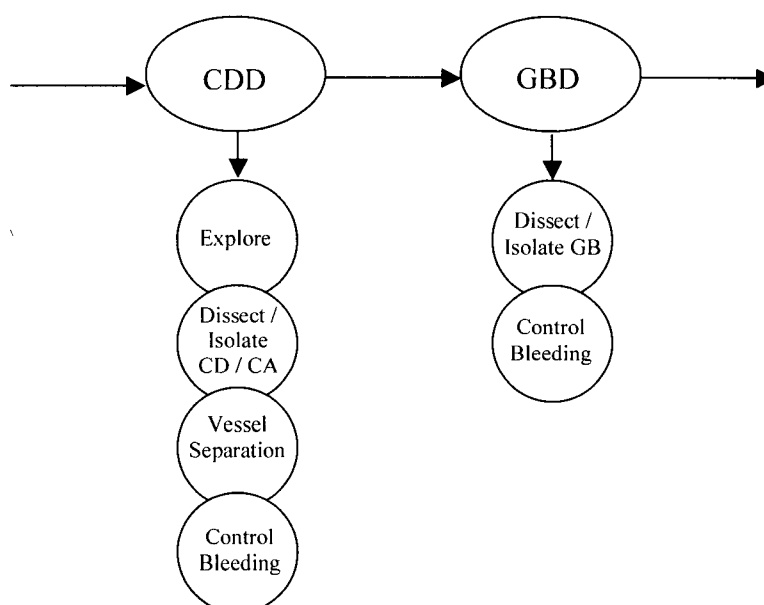 CDD
GBD
Explore
Dissect /
Isolate
CD / CA
Vessel
Separation
Control
Bleeding
Dissect /
Isolate GB
Control
Bleeding